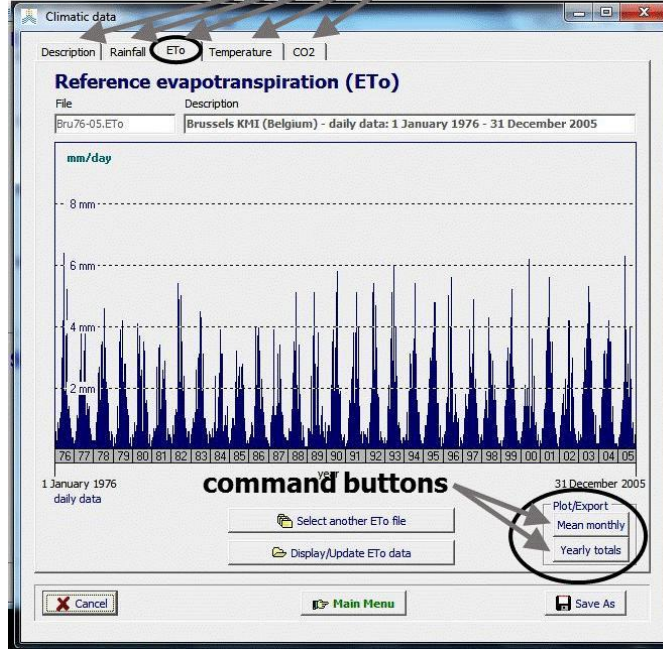 Climatic data
Description Rainfall ETo Temperature CO2
Reference evapotranspiration (ETo)
File Description
Bru76-05.ETo Brussels KMI (Belgium) - daily data: 1 January 1976 - 31 December 2005
mm/day
8 mm
6 mm
4 mm
2 mm
76 77 78 79 80 81 82 83 84 85 86 87 88 89 90 91 92 93 94 95 96 97 98 99 00 01 02 03 04 05
year
1 January 1976 command buttons 31 December 2005
daily data
Plot/Export
Select another ETo file Mean monthly
Display/Update ETo data Yearly totals
Cancel Main Menu Save As